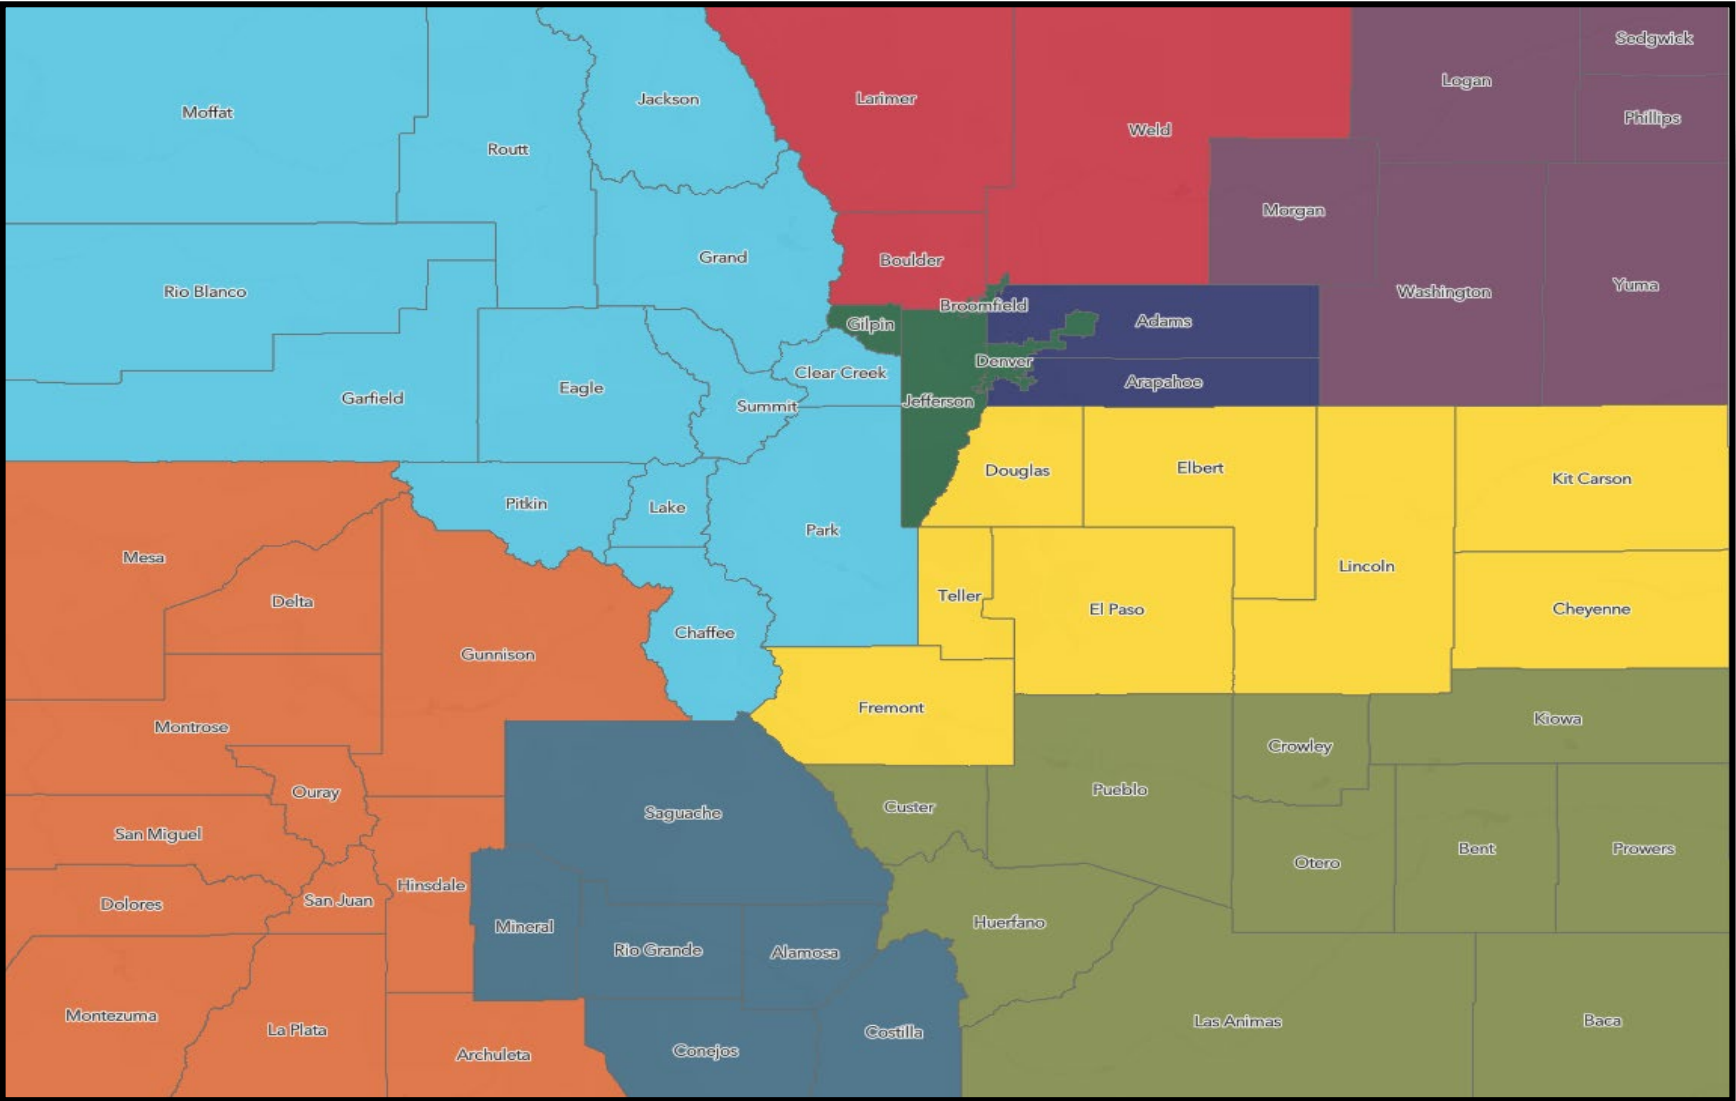 Sedgwick
Logan
Moffat
Jackson
Larimer
Phillips
Weld
Routt
Morgan
Grand
Boulder
Rio Blanco
Washington
Yuma
Broomfield
Gilpin
Adams
Denver
Clear Creek
Arapahoe
Eagle
Garfield
Summit
Jefferson
Douglas
Elbert
Kit Carson
Pitkin
Lake
Park
Mesa
Lincoln
Delta
Teller
El Paso
Cheyenne
Chaffee
Gunnison
Fremont
Kiowa
Montrose
Crowley
Ouray
Pueblo
Saguache
Custer
San Miguel
Otero
Bent
Prowers
Hinsdale
San Juan
Dolores
Mineral
Huerfano
Rio Grande
Alamosa
Montezuma
La Plata
Las Animas
Baca
Costilla
Conejos
Archuleta